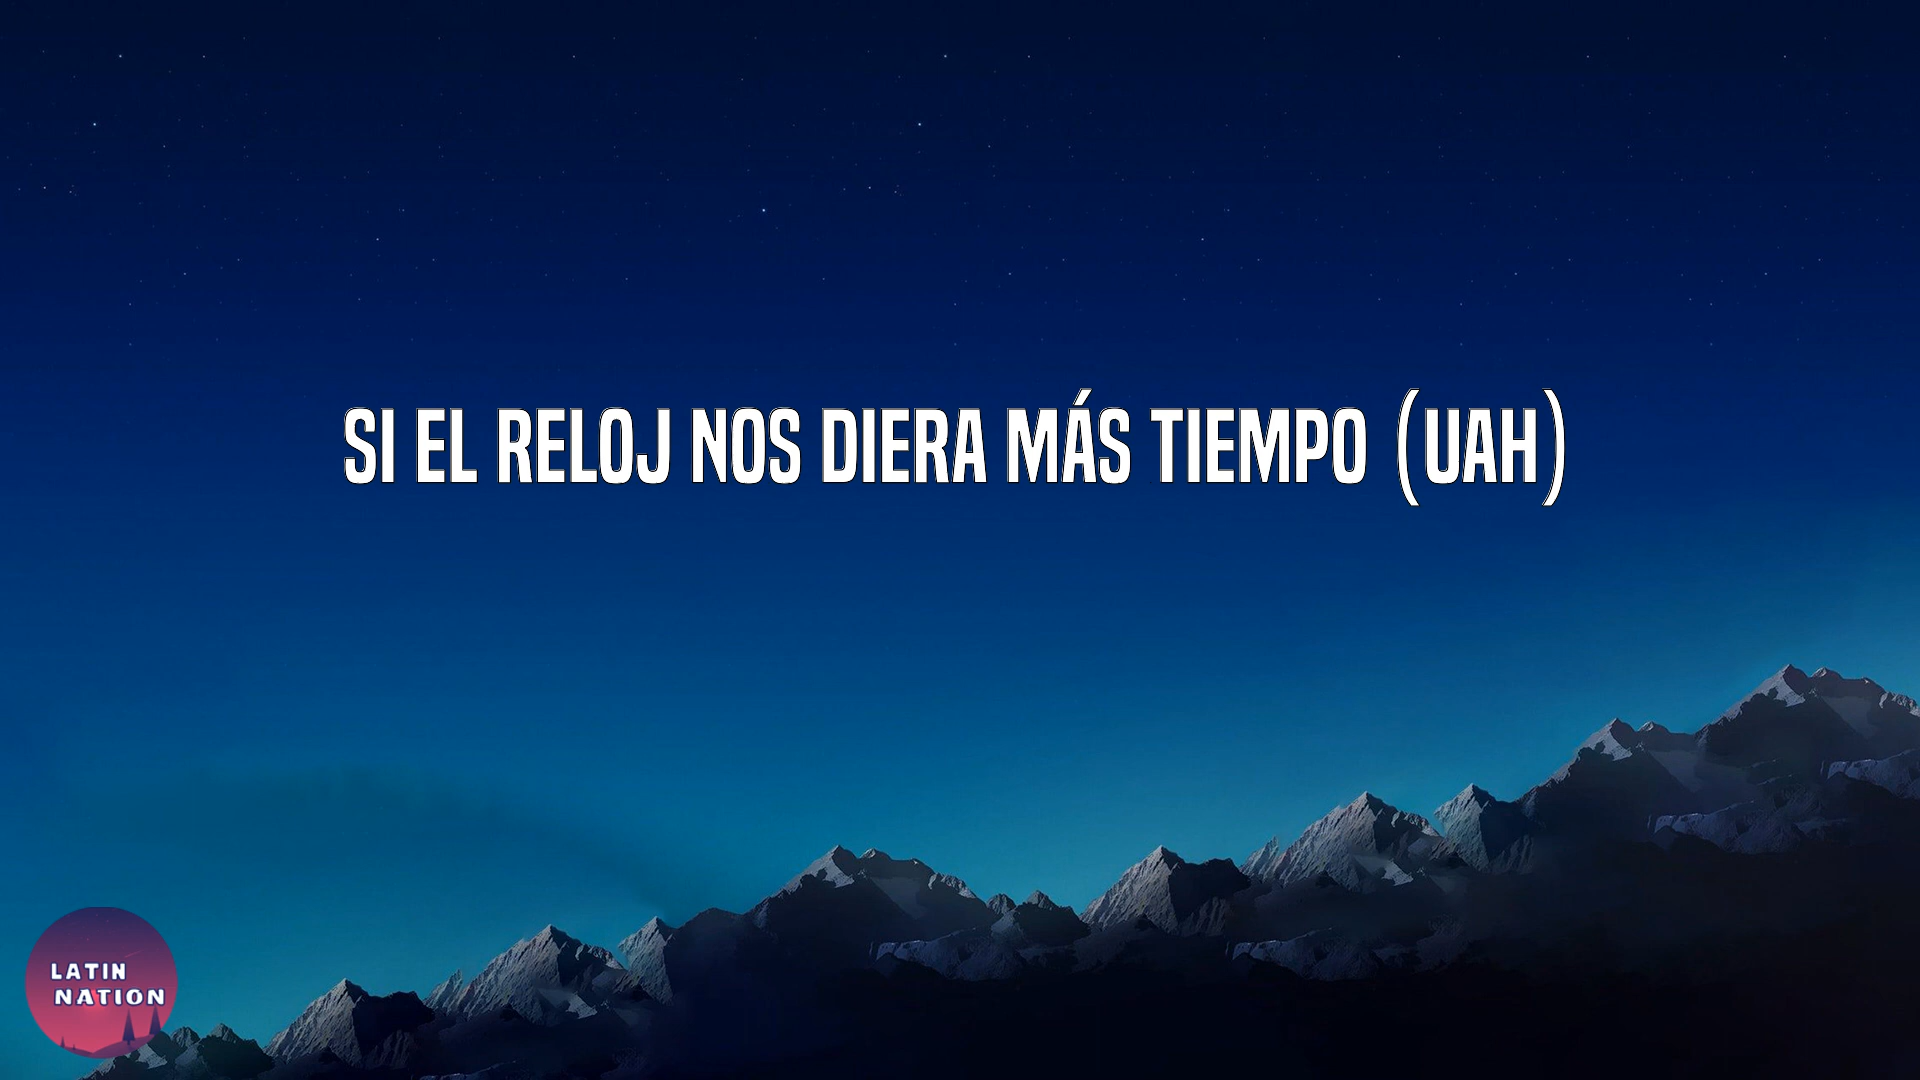 SI EL RELOJ NOS DIERA MÁS TIEMPO (UAH)
LATIN
NATION